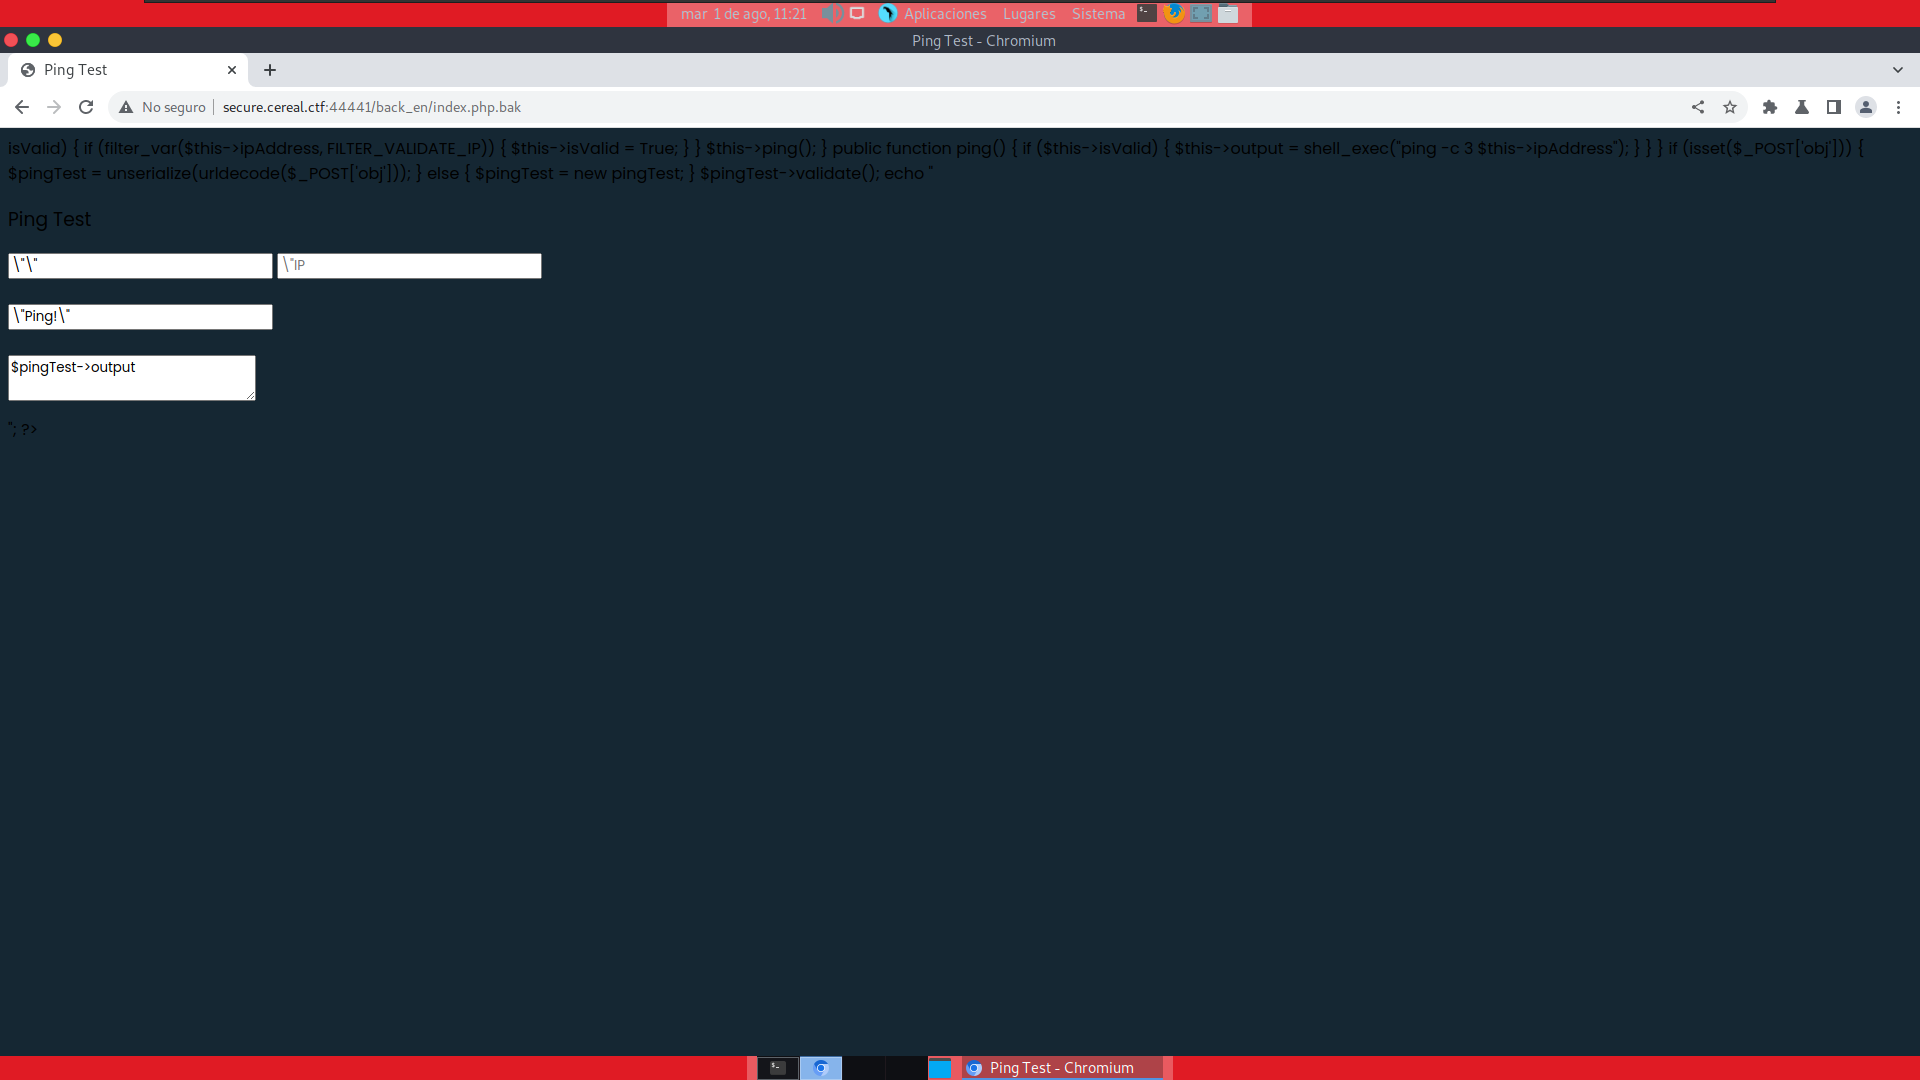 mar 1 de ago, 11:21 Aplicaciones Lugares Sistema
Ping Test - Chromium
Ping Test
No seguro secure.cereal.ctf:44441/back_en/index.php.bak
isValid) { if (filter_var($this->ipAddress, FILTER_VALIDATE_IP)) { $this->isValid = True; } } $this->ping(); } public function ping() { if ($this->isValid) { $this->output = shell_exec("ping -c 3 $this->ipAddress"); } } } if (isset($_POST['obj'])) {
$pingTest = unserialize(urldecode($_POST['obj'])); } else { $pingTest = new pingTest; } $pingTest->validate(); echo "
Ping Test
\"\" \"IP
\"Ping!\"
$pingTest->output
"; ?>
Ping Test - Chromium